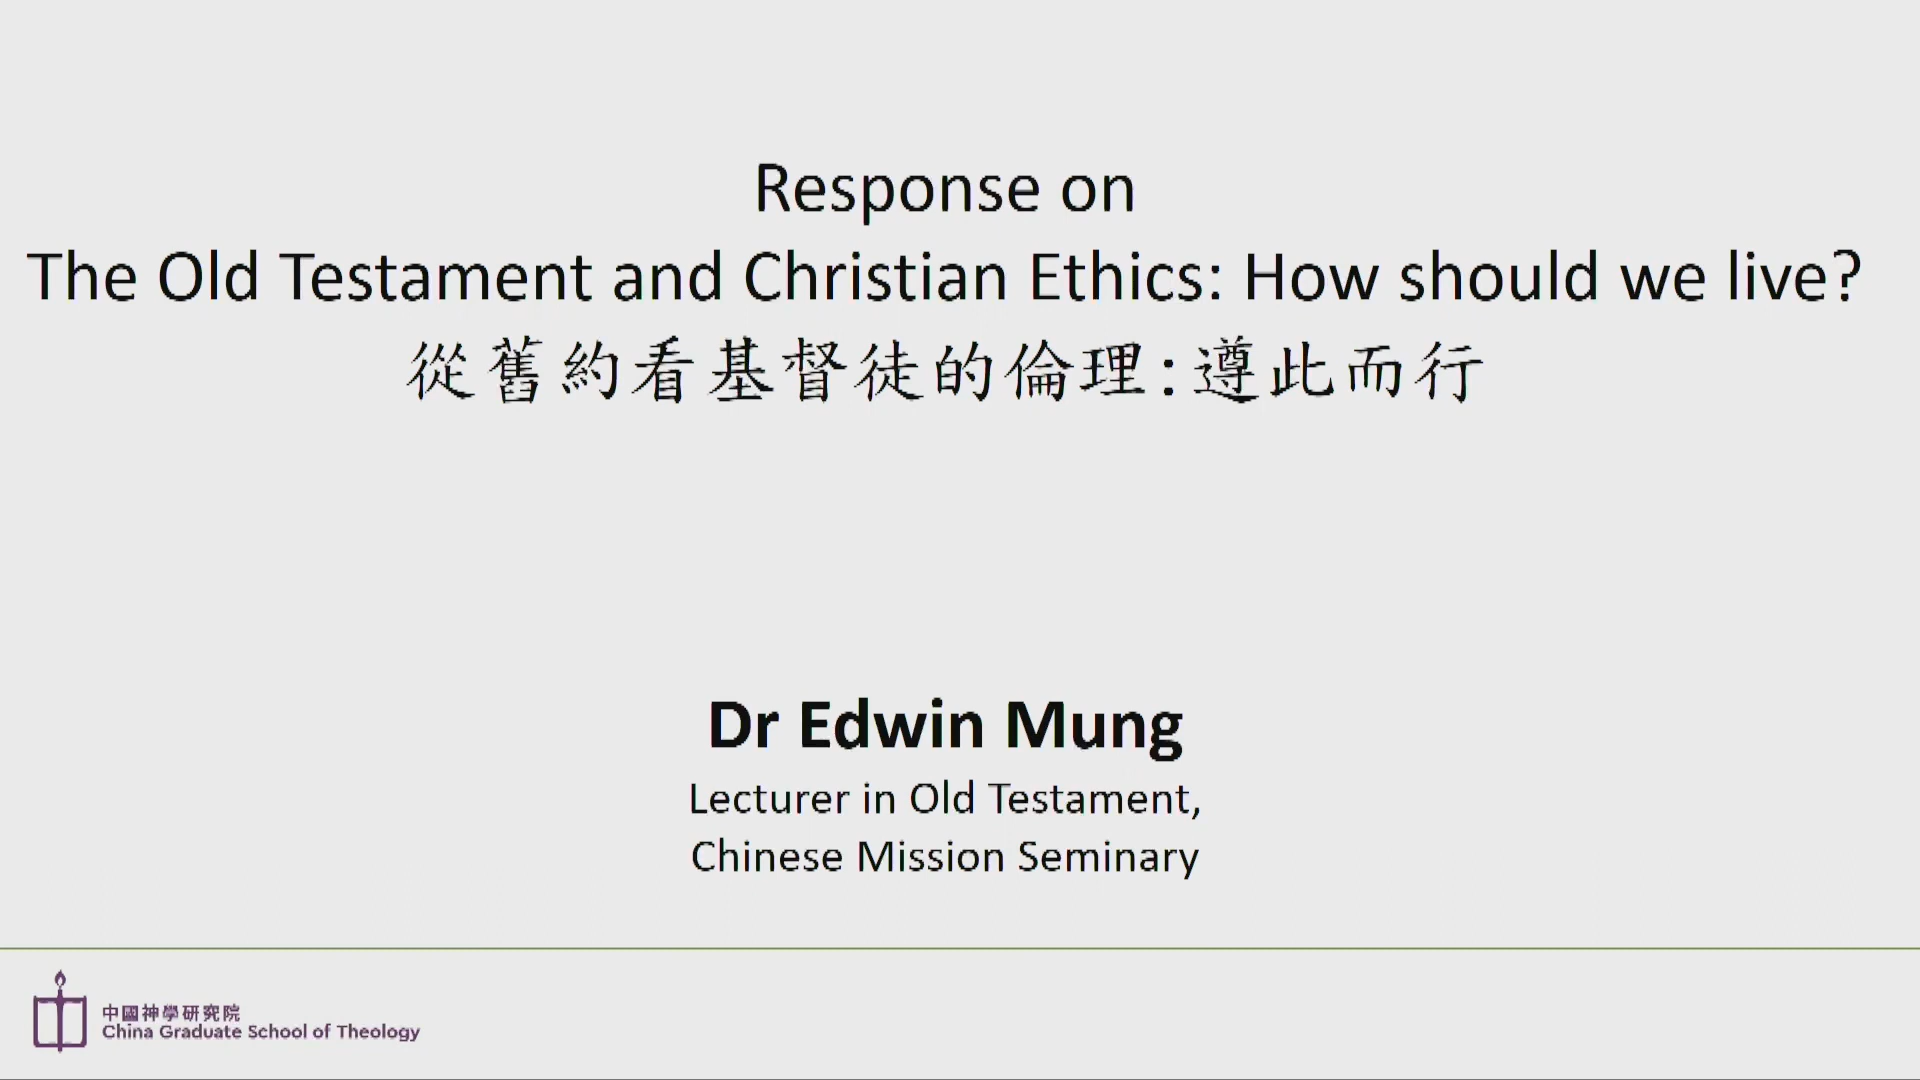 Response on
The Old Testament and Christian Ethics: How should we live?
從舊約看基督徒的倫理:遵此而行
Dr Edwin Mung
Lecturer in Old Testament,
Chinese Mission Seminary
中國神學研究院
China Graduate School of Theology